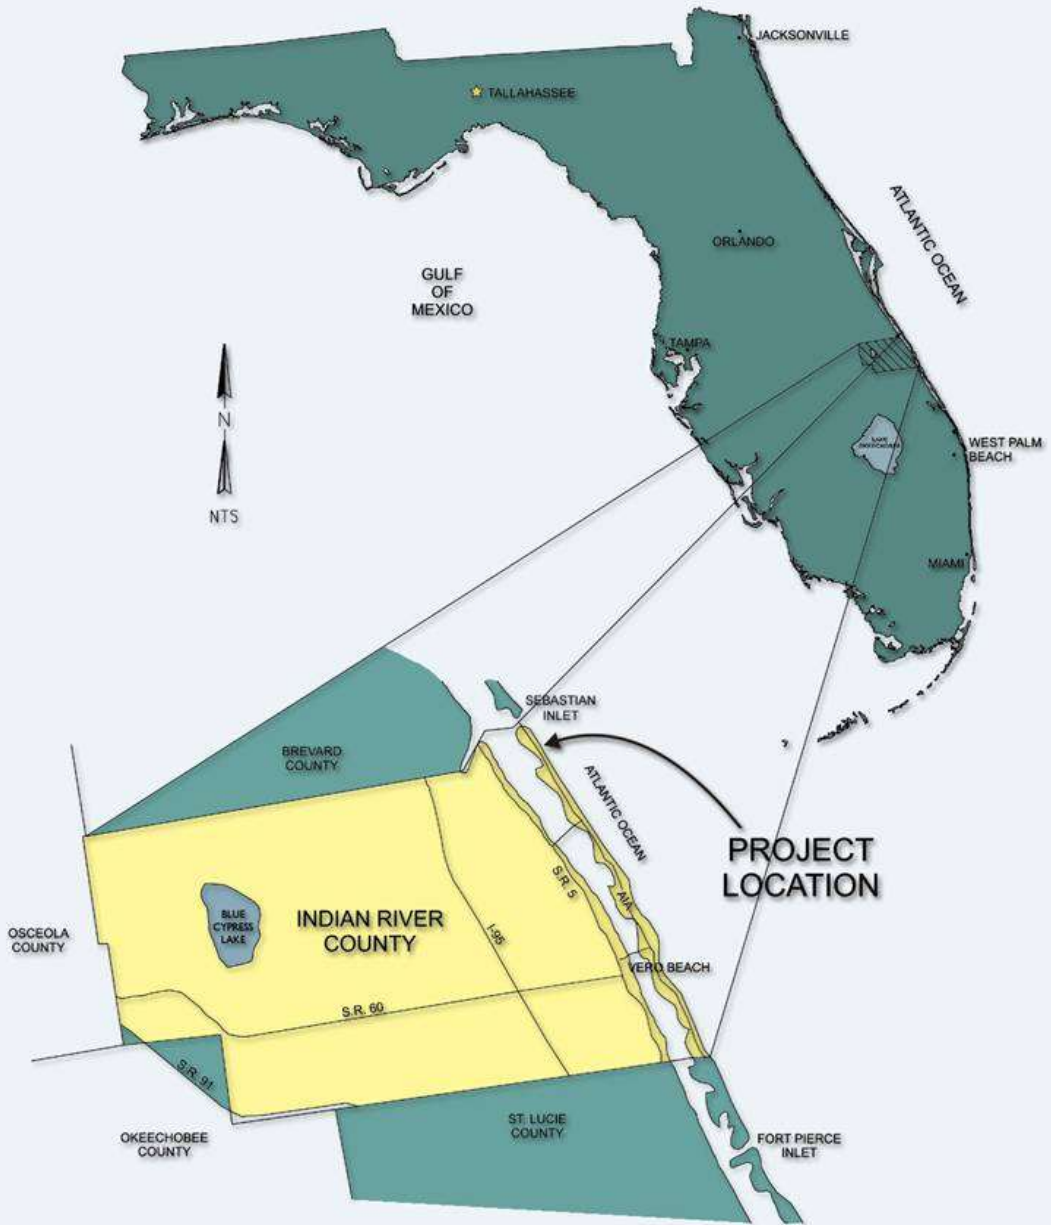 JACKSONVILLE
TALLAHASSEE
ATLANTIC OCEAN
ORLANDO
GULF
OF
MEXICO
TAMPA
N
NTS
LAKE
OKEECHOBEE
WEST PALM
BEACH
MIAMI
SEBASTIAN
INLET
BREVARD
COUNTY
ATLANTIC OCEAN
PROJECT
LOCATION
S.R. 5
A1A
BLUE
CYPRESS
LAKE
INDIAN RIVER
COUNTY
I-95
OSCEOLA
COUNTY
VERO BEACH
S.R. 60
S.R. 91
OKEECHOBEE
COUNTY
ST. LUCIE
COUNTY
FORT PIERCE
INLET